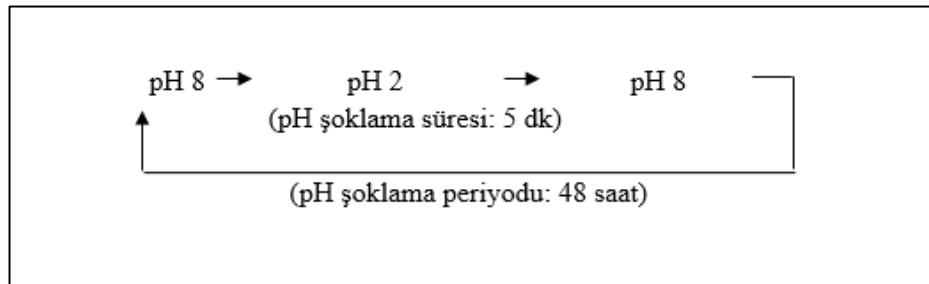 pH 8 → pH 2 → pH 8
(pH şoklama süresi: 5 dk)
(pH şoklama periyodu: 48 saat)